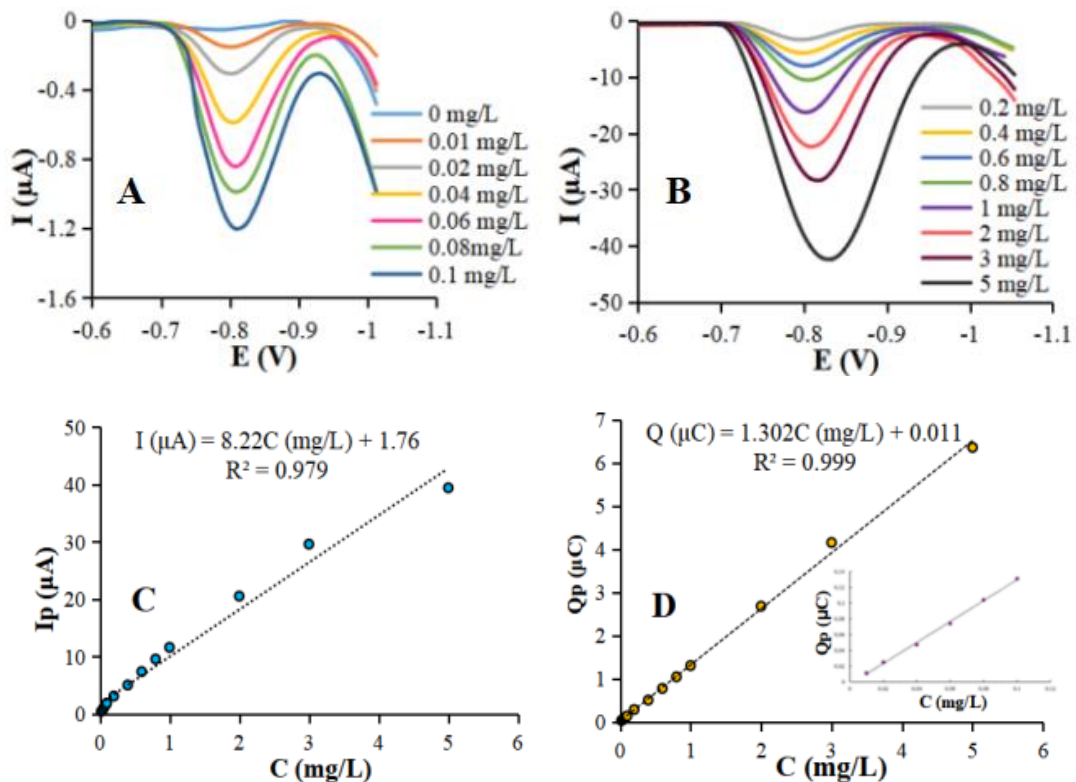 0
-0.4
-0.8
-1.2
-1.6
I (μA)
A
-0.6
-0.7
-0.8
-0.9
-1
-1.1
E (V)
0 mg/L
0.01 mg/L
0.02 mg/L
0.04 mg/L
0.06 mg/L
0.08mg/L
0.1 mg/L
0
-10
-20
-30
-40
-50
I (μA)
B
-0.6
-0.7
-0.8
-0.9
-1
-1.1
E (V)
0.2 mg/L
0.4 mg/L
0.6 mg/L
0.8 mg/L
1 mg/L
2 mg/L
3 mg/L
5 mg/L
I (μA) = 8.22C (mg/L) + 1.76
R² = 0.979
50
40
30
20
10
0
Ip (μA)
C
0
1
2
3
4
5
6
C (mg/L)
Q (μC) = 1.302C (mg/L) + 0.011
R² = 0.999
7
6
5
4
3
2
1
0
Qp (μC)
D
0
1
2
3
4
5
6
C (mg/L)
Qp (μC)
C (mg/L)